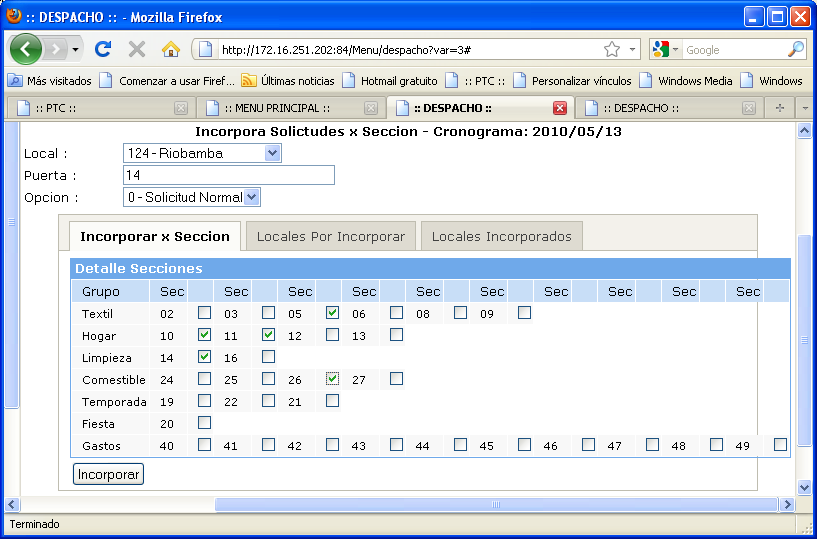 :: DESPACHO :: - Mozilla Firefox
http://172.16.251.202:84/Menu/despacho?var=3#
Google
Más visitados Comenzar a usar Firef... Últimas noticias Hotmail gratuito :: PTC :: Personalizar vínculos Windows Media Windows
:: PTC :: :: MENU PRINCIPAL :: :: DESPACHO :: :: DESPACHO ::
Incorpora Solictudes x Seccion - Cronograma: 2010/05/13
Local : 124 - Riobamba
Puerta : 14
Opcion : 0 - Solicitud Normal
Incorporar x Seccion Locales Por Incorporar Locales Incorporados
Detalle Secciones
Grupo Sec Sec Sec Sec Sec Sec Sec Sec Sec Sec
Textil 02 03 05 06 08 09
Hogar 10 11 12 13
Limpieza 14 16
Comestible 24 25 26 27
Temporada 19 22 21
Fiesta 20
Gastos 40 41 42 43 44 45 46 47 48 49
Incorporar
Terminado